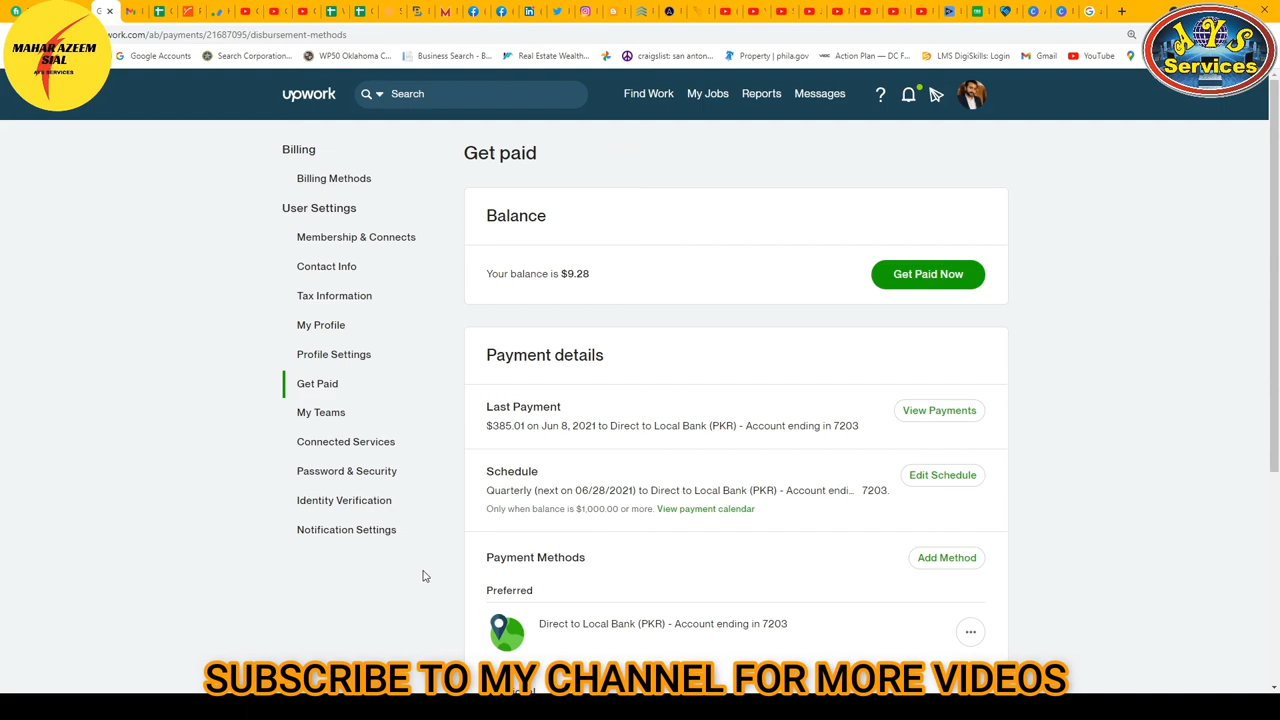 MAHAR AZEEM
SIAL
AYS SERVICES
AYS
Services
work.com/ab/payments/21687095/disbursement-methods
Google Accounts
Search Corporation...
WP50 Oklahoma C...
Business Search - B...
Real Estate Wealth...
craigslist: san anton...
Property | phila.gov
Action Plan — DC F...
LMS DigiSkills: Login
Gmail
YouTube
upwork
Search
Find Work
My Jobs
Reports
Messages
Billing
Billing Methods
User Settings
Membership & Connects
Contact Info
Tax Information
My Profile
Profile Settings
Get Paid
My Teams
Connected Services
Password & Security
Identity Verification
Notification Settings
Get paid
Balance
Your balance is $9.28
Get Paid Now
Payment details
Last Payment
View Payments
$385.01 on Jun 8, 2021 to Direct to Local Bank (PKR) - Account ending in 7203
Schedule
Edit Schedule
Quarterly (next on 06/28/2021) to Direct to Local Bank (PKR) - Account endi... 7203.
Only when balance is $1,000.00 or more. View payment calendar
Payment Methods
Add Method
Preferred
Direct to Local Bank (PKR) - Account ending in 7203
SUBSCRIBE TO MY CHANNEL FOR MORE VIDEOS